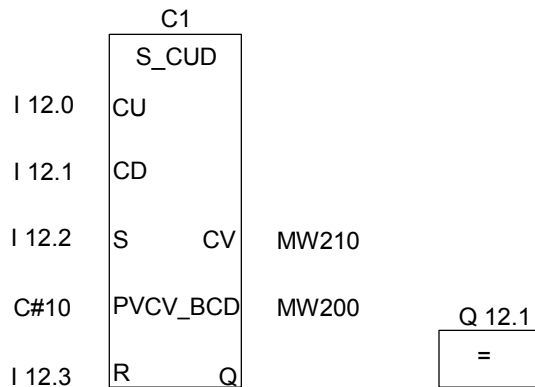 C1
S_CUD
I 12.0 CU
I 12.1 CD
I 12.2 S CV MW210
C#10 PVCV_BCD MW200 Q 12.1
=
I 12.3 R Q